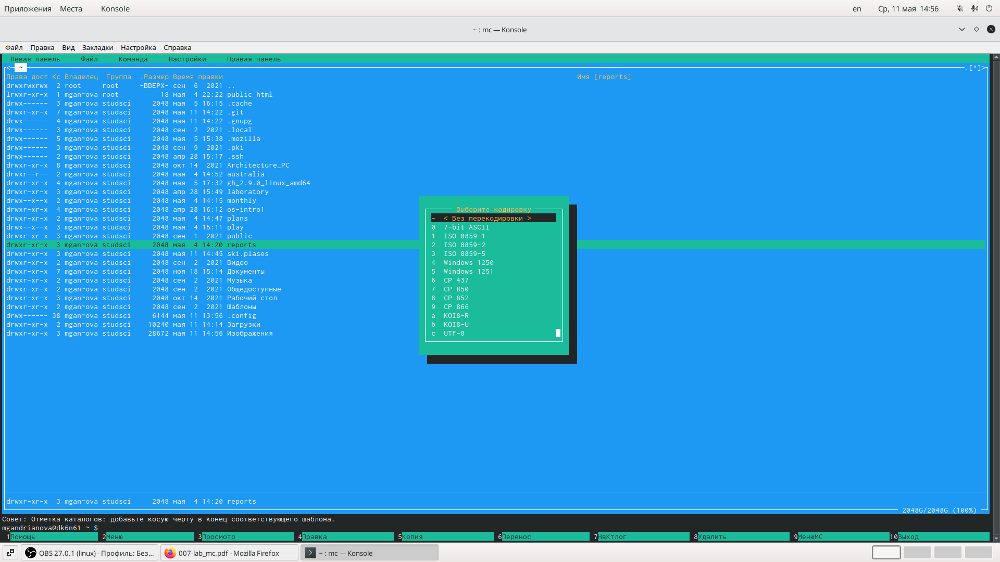 Приложения Места Konsole en Ср, 11 мая 14:56
~ : mc — Konsole
Файл Правка Вид Закладки Настройка Справка
Левая панель Файл Команда Настройки Правая панель
<— ~ .[^]>
Права дост Кс Владелец Группа .Размер Время правки Имя [reports]
drwxrwxrwx 2 root root -ВВЕРХ- сен 6 2021 ..
lrwxr-xr-x 1 mgan~ova root 18 мая 4 22:22 public_html
drwx------ 3 mgan~ova studsci 2048 мая 5 16:15 .cache
drwxr-xr-x 7 mgan~ova studsci 2048 мая 11 14:22 .git
drwx------ 4 mgan~ova studsci 2048 мая 11 14:22 .gnupg
drwx------ 3 mgan~ova studsci 2048 сен 2 2021 .local
drwx------ 5 mgan~ova studsci 2048 мая 5 15:38 .mozilla
drwx------ 3 mgan~ova studsci 2048 сен 9 2021 .pki
drwx------ 2 mgan~ova studsci 2048 апр 28 15:17 .ssh
drwxr-xr-x 8 mgan~ova studsci 2048 окт 14 2021 Architecture_PC
drwxr--r-- 2 mgan~ova studsci 2048 мая 4 14:52 australia
drwxr-xr-x 4 mgan~ova studsci 2048 мая 5 17:32 gh_2.9.0_linux_amd64
drwxr-xr-x 3 mgan~ova studsci 2048 апр 28 15:49 laboratory
drwx--x--x 2 mgan~ova studsci 2048 мая 4 14:15 monthly
drwxr-xr-x 4 mgan~ova studsci 2048 апр 28 16:12 os-intro1
drwxr-xr-x 2 mgan~ova studsci 2048 мая 4 14:47 plans
drwx--x--x 3 mgan~ova studsci 2048 мая 4 15:11 play
drwxr-xr-x 3 mgan~ova studsci 2048 сен 1 2021 public
drwxr-xr-x 3 mgan~ova studsci 2048 мая 4 14:20 reports
drwxr-xr-x 3 mgan~ova studsci 2048 мая 11 14:45 ski.plases
drwxr-xr-x 2 mgan~ova studsci 2048 сен 2 2021 Видео
drwxr-xr-x 7 mgan~ova studsci 2048 ноя 18 15:14 Документы
drwxr-xr-x 2 mgan~ova studsci 2048 сен 2 2021 Музыка
drwxr-xr-x 2 mgan~ova studsci 2048 сен 2 2021 Общедоступные
drwxr-xr-x 3 mgan~ova studsci 2048 окт 14 2021 Рабочий стол
drwxr-xr-x 2 mgan~ova studsci 2048 сен 2 2021 Шаблоны
drwx------ 38 mgan~ova studsci 6144 мая 11 13:56 .config
drwxr-xr-x 2 mgan~ova studsci 10240 мая 11 14:14 Загрузки
drwxr-xr-x 3 mgan~ova studsci 28672 мая 11 14:56 Изображения
Выберите кодировку
- < Без перекодировки >
0 7-bit ASCII
1 ISO 8859-1
2 ISO 8859-2
3 ISO 8859-5
4 Windows 1250
5 Windows 1251
6 CP 437
7 CP 850
8 CP 852
9 CP 866
a KOI8-R
b KOI8-U
c UTF-8
drwxr-xr-x 3 mgan~ova studsci 2048 мая 4 14:20 reports
2048G/2048G (100%)
Совет: Отметка каталогов: добавьте косую черту в конец соответствующего шаблона.
mgandrianova@dk6n61 ~ $
1Помощь 2Меню 3Просмотр 4Правка 5Копия 6Перенос 7НвКтлог 8Удалить 9МенюМС 10Выход
OBS 27.0.1 (linux) - Профиль: Без... 007-lab_mc.pdf - Mozilla Firefox ~ : mc — Konsole